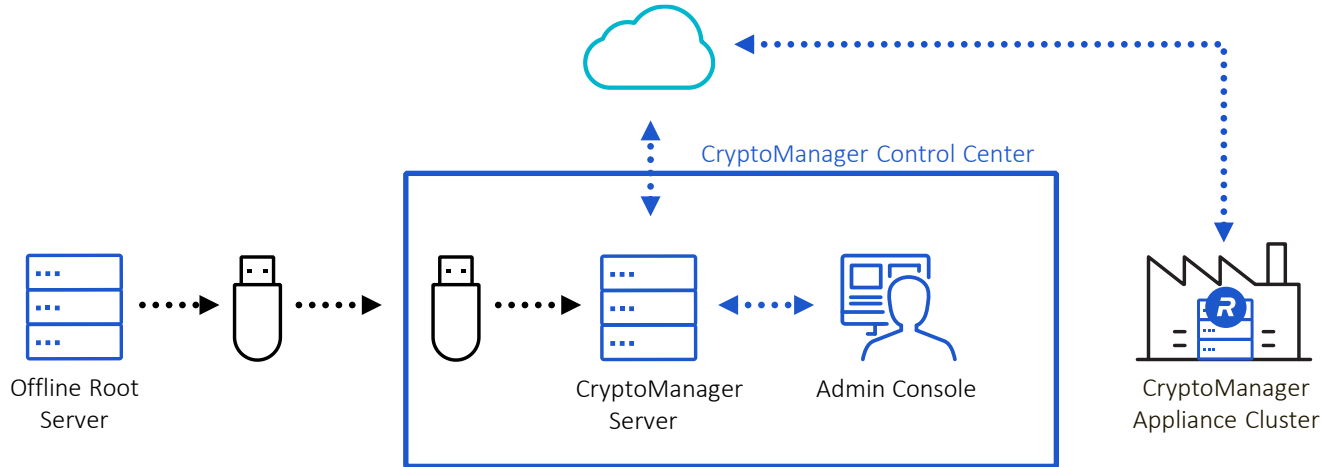 CryptoManager Control Center
R
Offline Root
Server
CryptoManager
Server
Admin Console
CryptoManager
Appliance Cluster